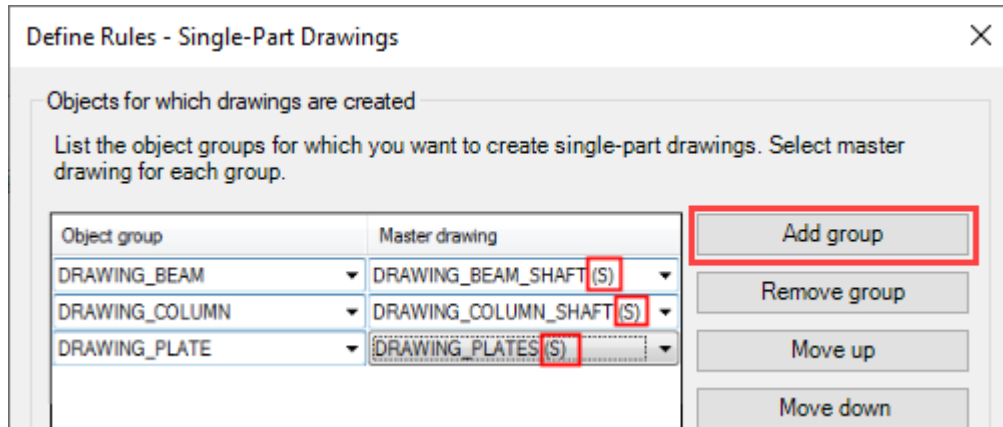 Define Rules - Single-Part Drawings
Objects for which drawings are created
List the object groups for which you want to create single-part drawings. Select master
drawing for each group.
Object group Master drawing
DRAWING_BEAM DRAWING_BEAM_SHAFT (S)
DRAWING_COLUMN DRAWING_COLUMN_SHAFT (S)
DRAWING_PLATE DRAWING_PLATES (S)
Add group
Remove group
Move up
Move down